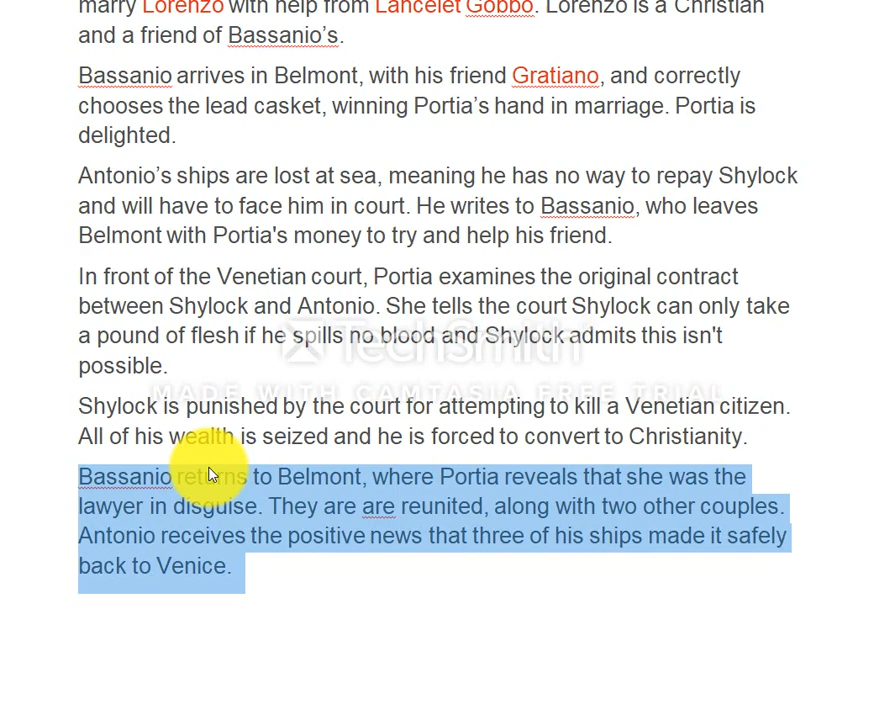 marry Lorenzo with help from Lancelet Gobbo. Lorenzo is a Christian
and a friend of Bassanio’s.
Bassanio arrives in Belmont, with his friend Gratiano, and correctly
chooses the lead casket, winning Portia’s hand in marriage. Portia is
delighted.
Antonio’s ships are lost at sea, meaning he has no way to repay Shylock
and will have to face him in court. He writes to Bassanio, who leaves
Belmont with Portia's money to try and help his friend.
In front of the Venetian court, Portia examines the original contract
between Shylock and Antonio. She tells the court Shylock can only take
a pound of flesh if he spills no blood and Shylock admits this isn't
TechSmith
possible.
MADE WITH CAMTASIA FREE TRIAL
Shylock is punished by the court for attempting to kill a Venetian citizen.
All of his wealth is seized and he is forced to convert to Christianity.
Bassanio returns to Belmont, where Portia reveals that she was the
lawyer in disguise. They are are reunited, along with two other couples.
Antonio receives the positive news that three of his ships made it safely
back to Venice.